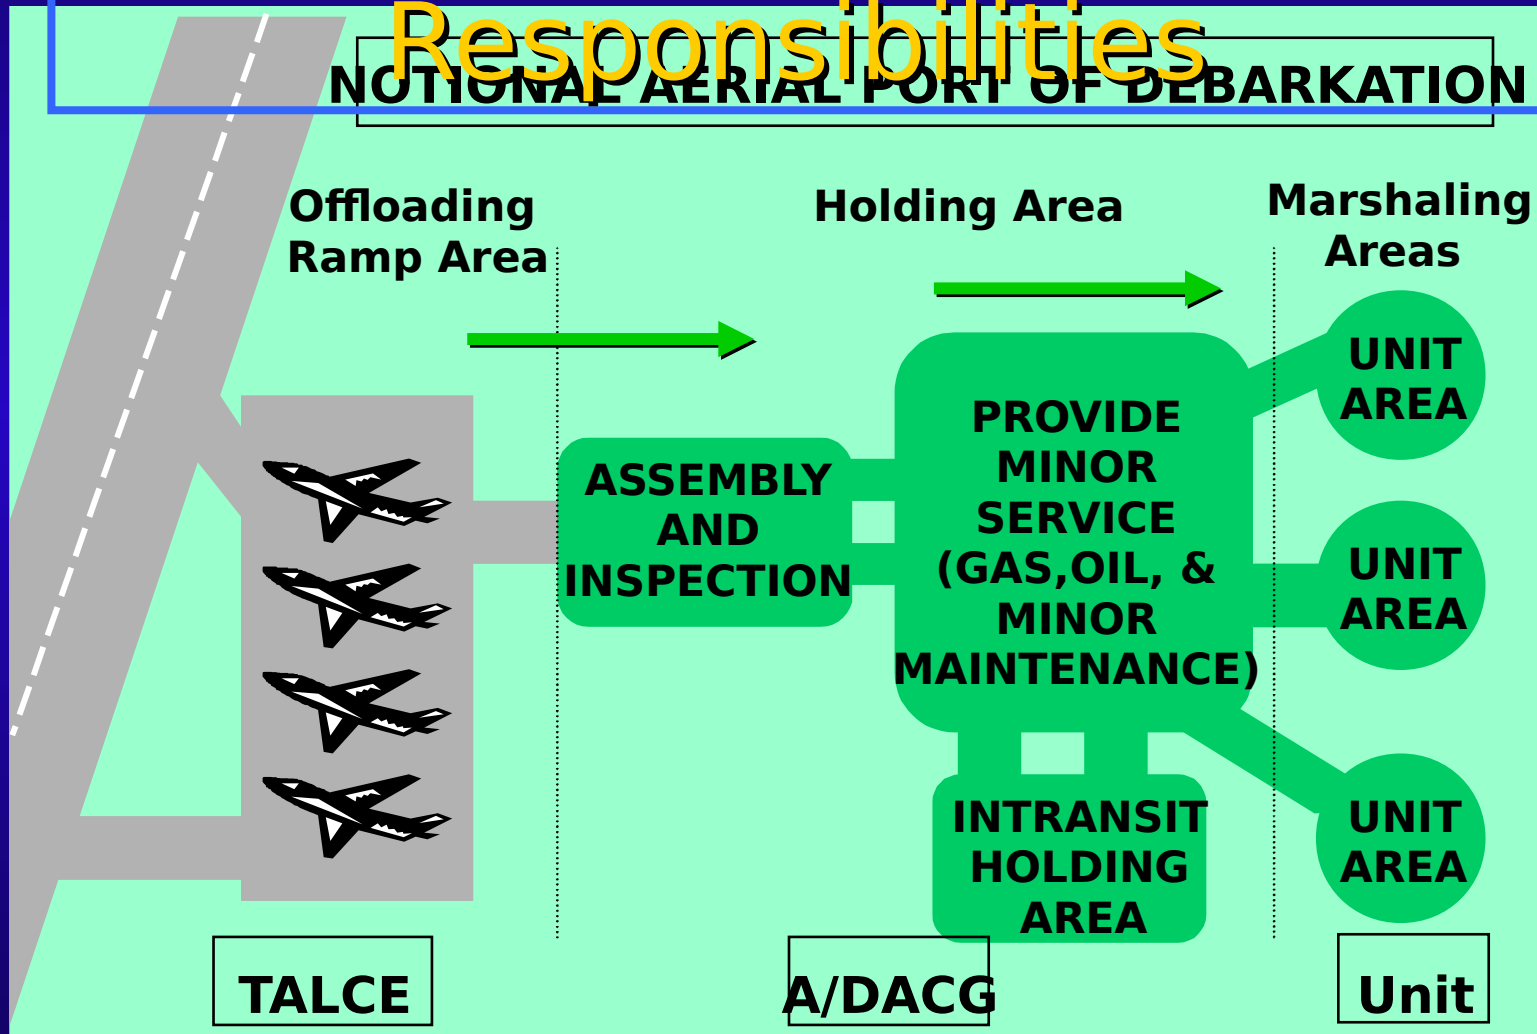 Responsibilities
NOTIONAL AERIAL PORT OF DEBARKATION
Offloading
Ramp Area
Holding Area
Marshaling
Areas
ASSEMBLY
AND
INSPECTION
PROVIDE
MINOR
SERVICE
(GAS,OIL, &
MINOR
MAINTENANCE)
INTRANSIT
HOLDING
AREA
UNIT
AREA
UNIT
AREA
UNIT
AREA
TALCE
A/DACG
Unit